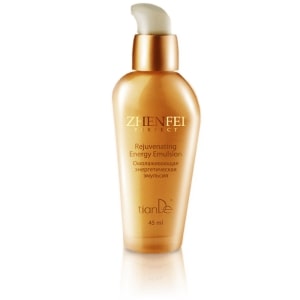 ZHENFEI
PERFECT
Rejuvenating
Energy Emulsion
Омолаживающая
энергетическая
эмульсия
tianDe
45 ml